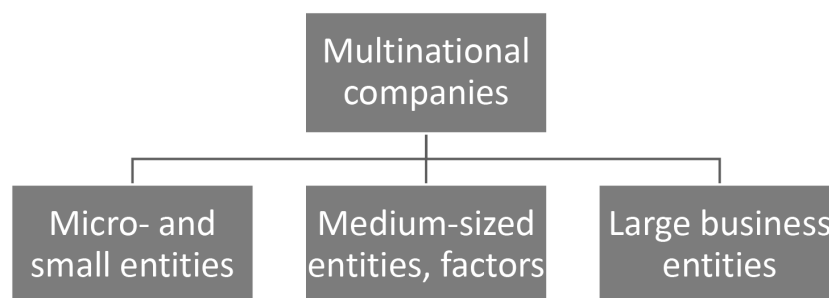 Multinational
companies
Micro- and
small entities
Medium-sized
entities, factors
Large business
entities